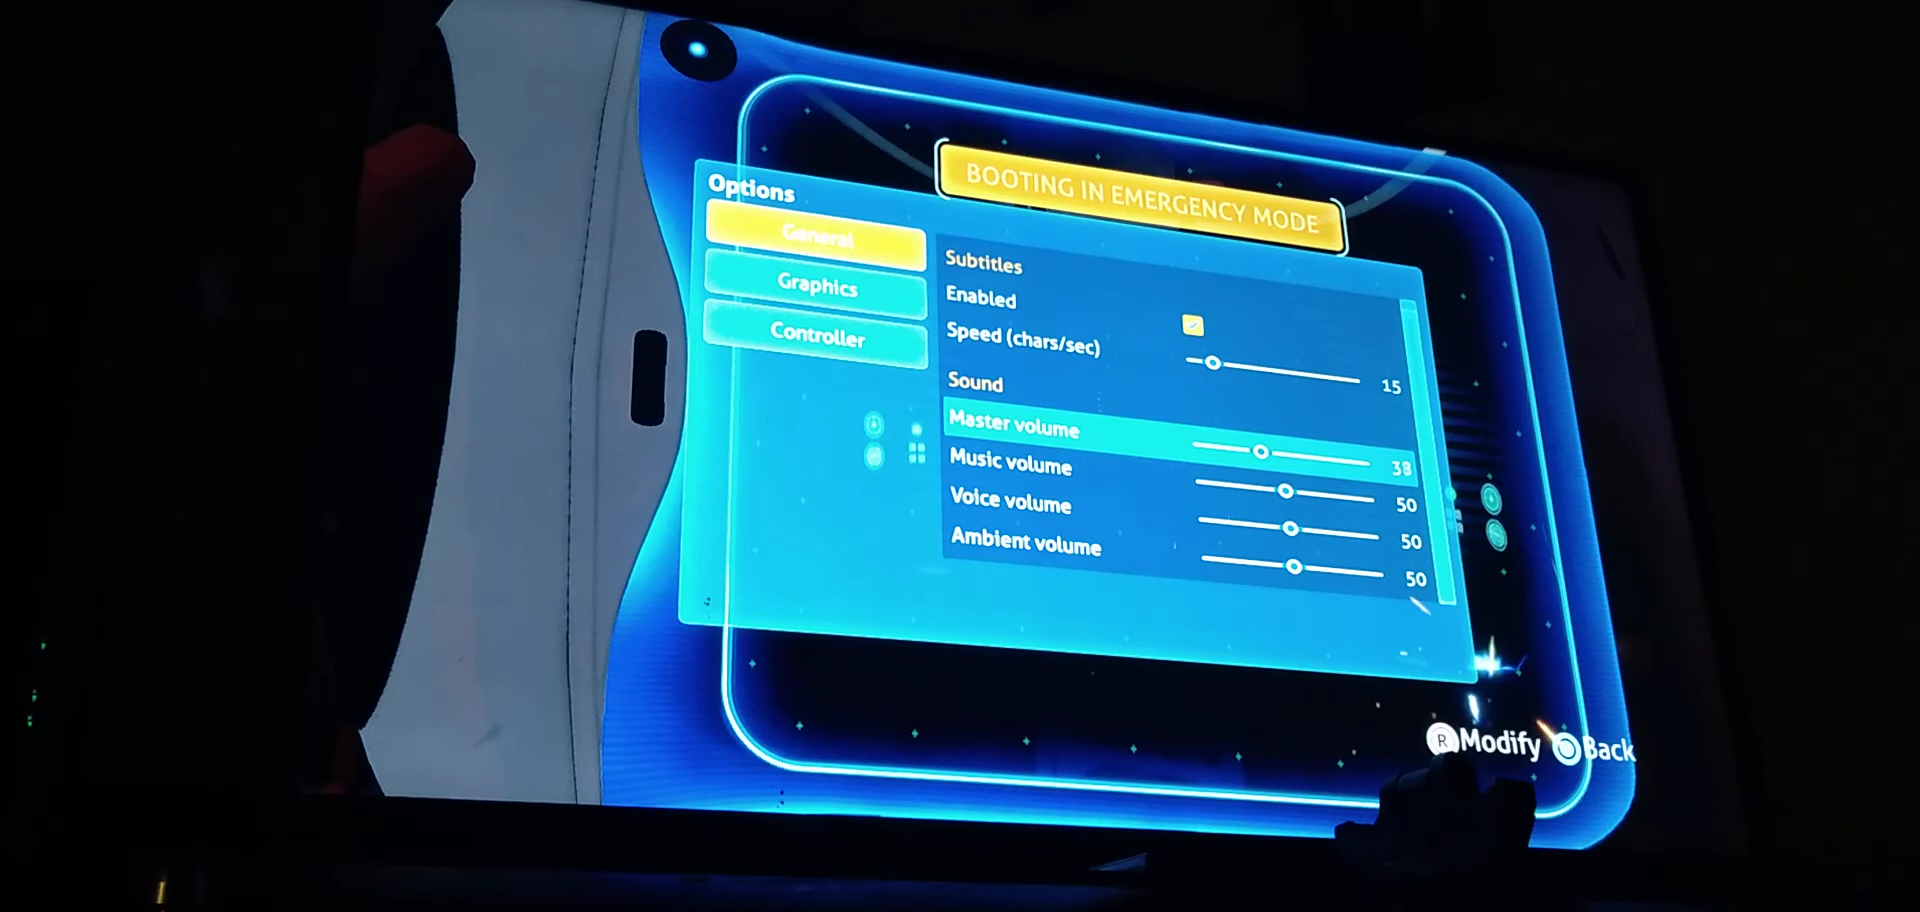 BOOTING IN EMERGENCY MODE
Options
General
Graphics
Controller
Subtitles
Enabled
Speed (chars/sec) 15
Sound
Master volume 38
Music volume 50
Voice volume 50
Ambient volume 50
R Modify Back